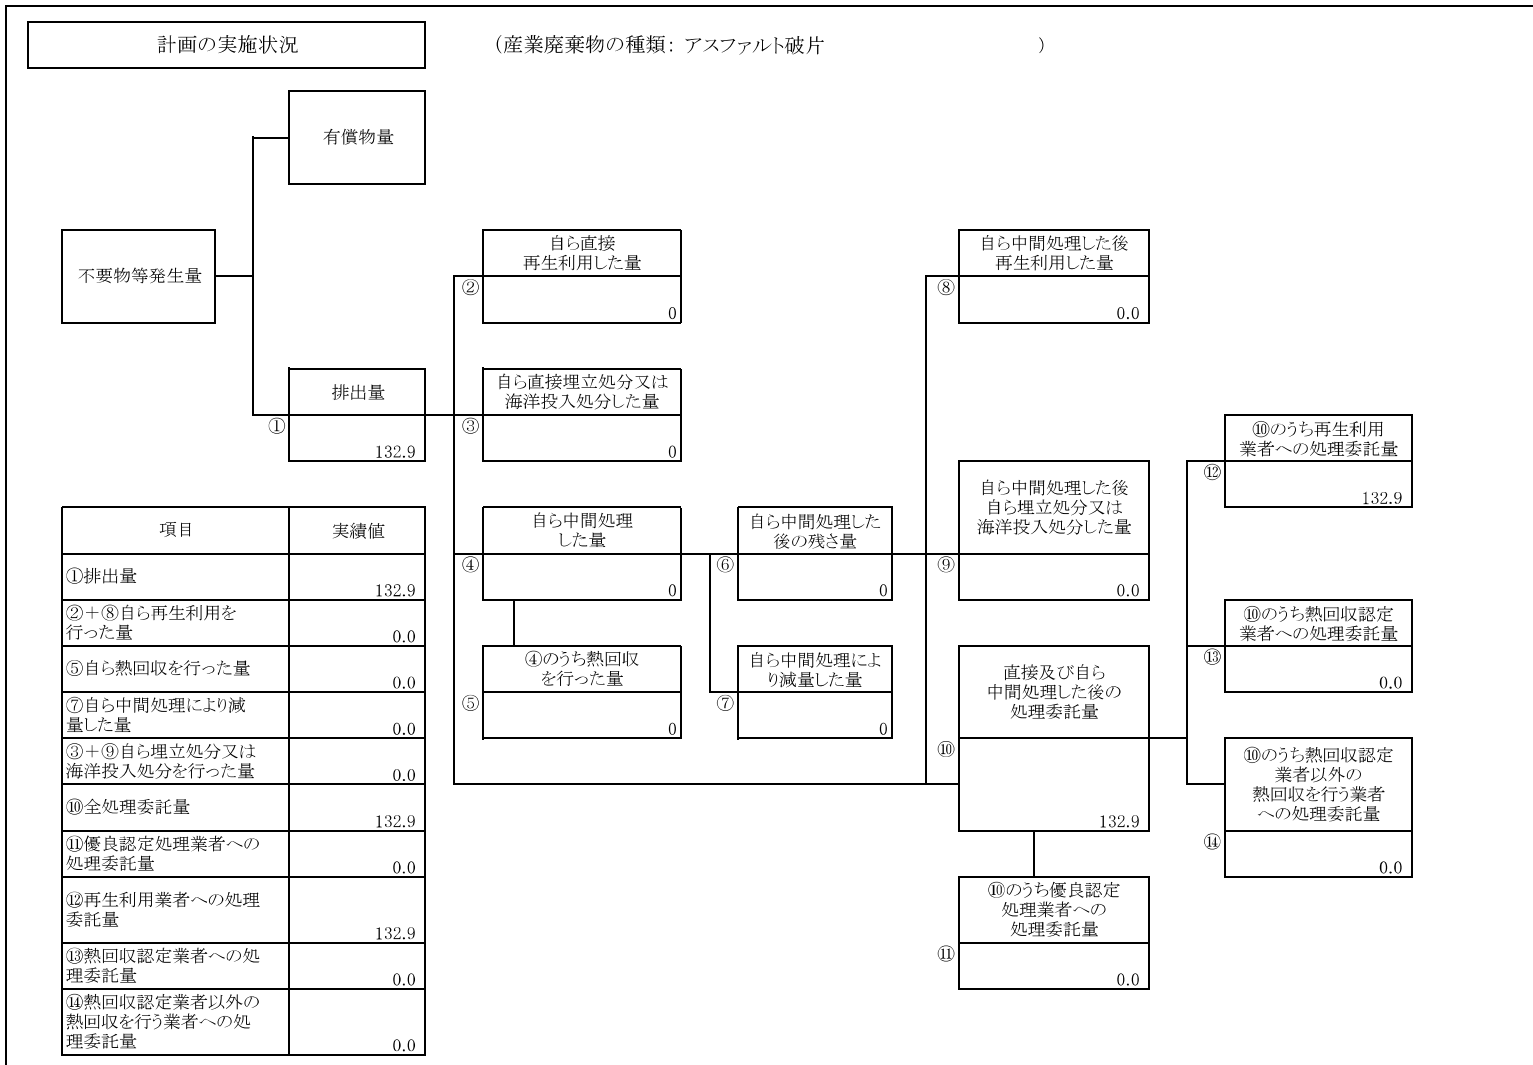 計画の実施状況
（産業廃棄物の種類：アスファルト破片　　　　　）
有償物量
不要物等発生量
自ら直接
再生利用した量
②
0
自ら中間処理した後
再生利用した量
⑧
0.0
排出量
①
132.9
自ら直接埋立処分又は
海洋投入処分した量
③
0
⑩のうち再生利用
業者への処理委託量
⑫
132.9
自ら中間処理した後
自ら埋立処分又は
海洋投入処分した量
⑨
0.0
自ら中間処理
した量
④
0
自ら中間処理した
後の残さ量
⑥
0
⑩のうち熱回収認定
業者への処理委託量
⑬
0.0
④のうち熱回収
を行った量
⑤
0
自ら中間処理によ
り減量した量
⑦
0
直接及び自ら
中間処理した後の
処理委託量
⑩
132.9
⑩のうち熱回収認定
業者以外の
熱回収を行う業者
への処理委託量
⑭
0.0
⑩のうち優良認定
処理業者への
処理委託量
⑪
0.0
項目 実績値
①排出量
132.9
②＋⑧自ら再生利用を
行った量
0.0
⑤自ら熱回収を行った量
0.0
⑦自ら中間処理により減
量した量
0.0
③＋⑨自ら埋立処分又は
海洋投入処分を行った量
0.0
⑩全処理委託量
132.9
⑪優良認定処理業者への
処理委託量
0.0
⑫再生利用業者への処理
委託量
132.9
⑬熱回収認定業者への処
理委託量
0.0
⑭熱回収認定業者以外の
熱回収を行う業者への処
理委託量
0.0